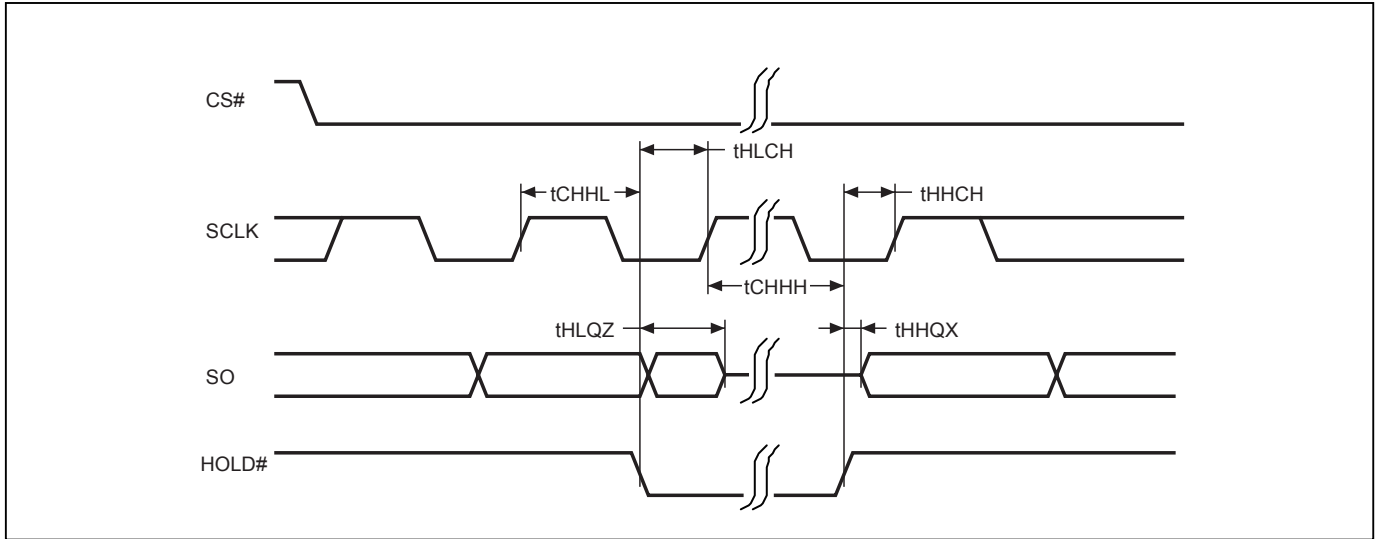 CS#
tHLCH
tCHHL
tHHCH
SCLK
tCHHH
tHLQZ
tHHQX
SO
HOLD#